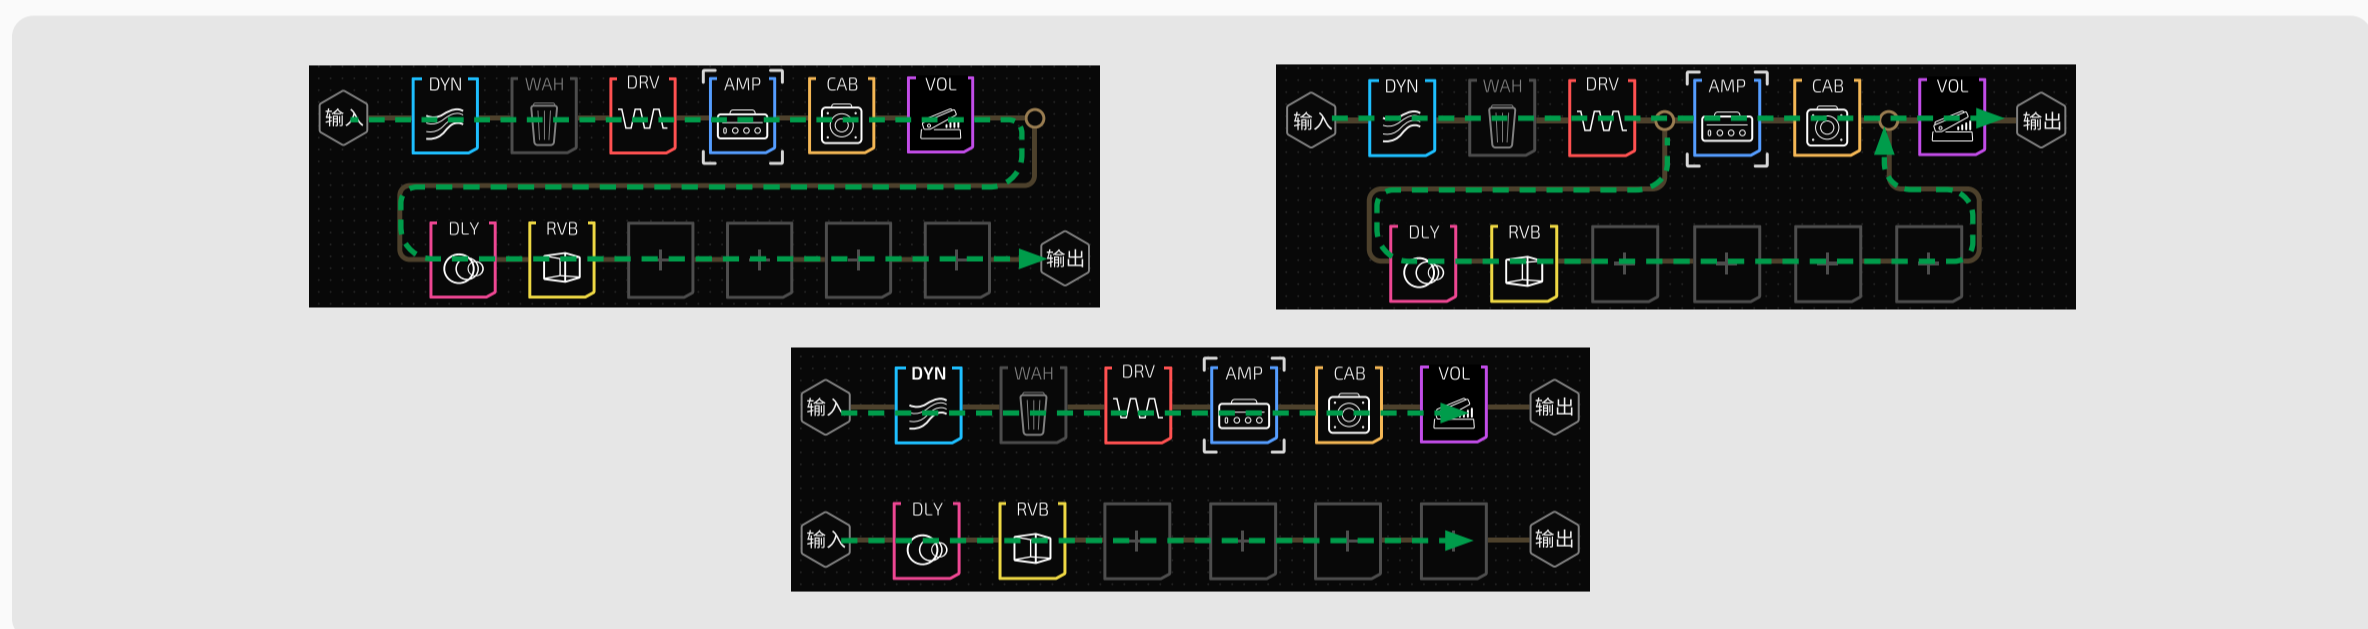 输入 DYN WAH DRV AMP CAB VOL
DLY RVB 输出
输入 DYN WAH DRV AMP CAB VOL 输出
DLY RVB
输入 DYN WAH DRV AMP CAB VOL 输出
输入 DLY RVB 输出